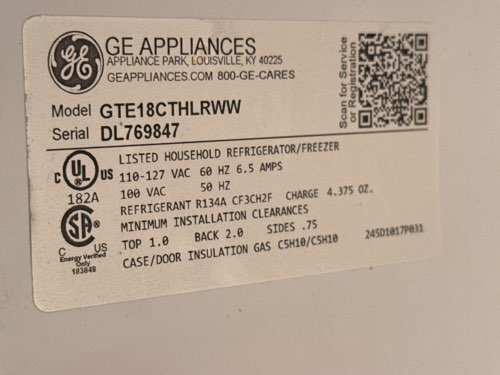 GE APPLIANCES
APPLIANCE PARK, LOUISVILLE, KY 40225
GEAPPLIANCES.COM 800-GE-CARES
Scan for Service
or Registration
Model GTE18CTHLRWW
Serial DL769847
C UL US
182A
LISTED HOUSEHOLD REFRIGERATOR/FREEZER
110-127 VAC 60 HZ 6.5 AMPS
100 VAC 50 HZ
REFRIGERANT R134A CF3CH2F CHARGE 4.375 OZ.
MINIMUM INSTALLATION CLEARANCES
TOP 1.0 BACK 2.0 SIDES .75
CASE/DOOR INSULATION GAS C5H10/C5H10
245D1017P031
SA
C US
Energy Verified
Only
103048